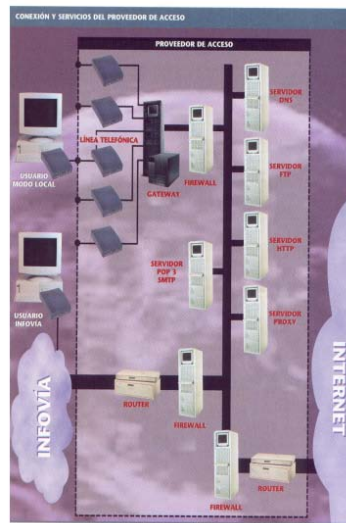 CONEXIÓN Y SERVICIOS DEL PROVEEDOR DE ACCESO
PROVEEDOR DE ACCESO
SERVIDOR
DNS
LÍNEA TELEFÓNICA
USUARIO
MODO LOCAL
GATEWAY
FIREWALL
SERVIDOR
FTP
SERVIDOR
HTTP
SERVIDOR
POP 3
SMTP
USUARIO
INFOVÍA
SERVIDOR
PROXY
INFOVÍA
INTERNET
ROUTER
FIREWALL
FIREWALL
ROUTER